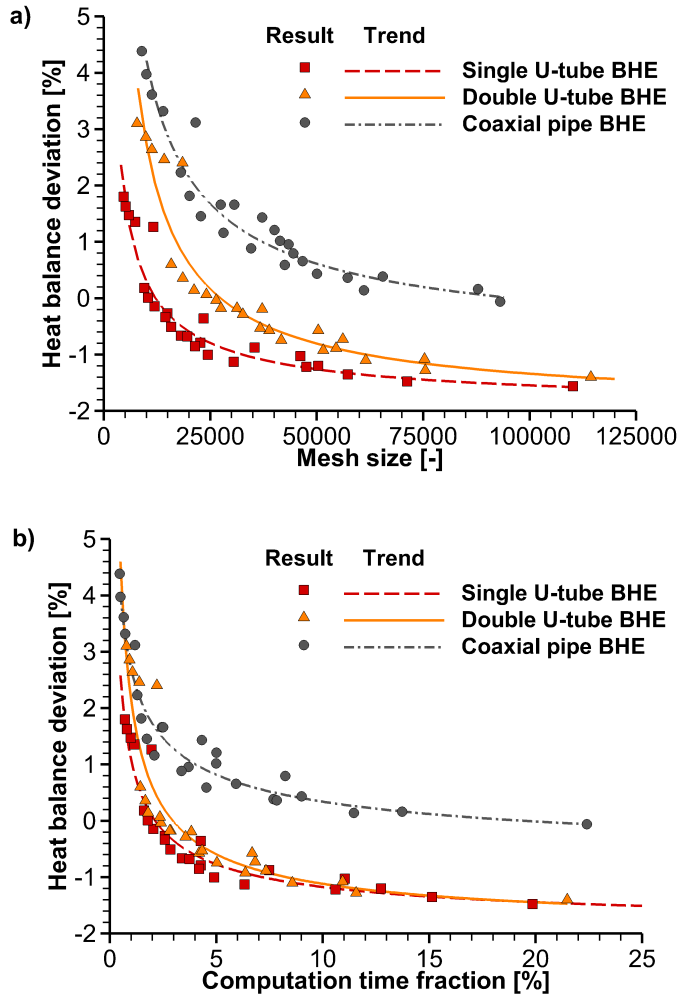 a)
Heat balance deviation [%]
5
4
3
2
1
0
-1
-2
Result Trend
Single U-tube BHE
Double U-tube BHE
Coaxial pipe BHE
0 25000 50000 75000 100000 125000
Mesh size [-]
b)
Heat balance deviation [%]
5
4
3
2
1
0
-1
-2
Result Trend
Single U-tube BHE
Double U-tube BHE
Coaxial pipe BHE
0 5 10 15 20 25
Computation time fraction [%]